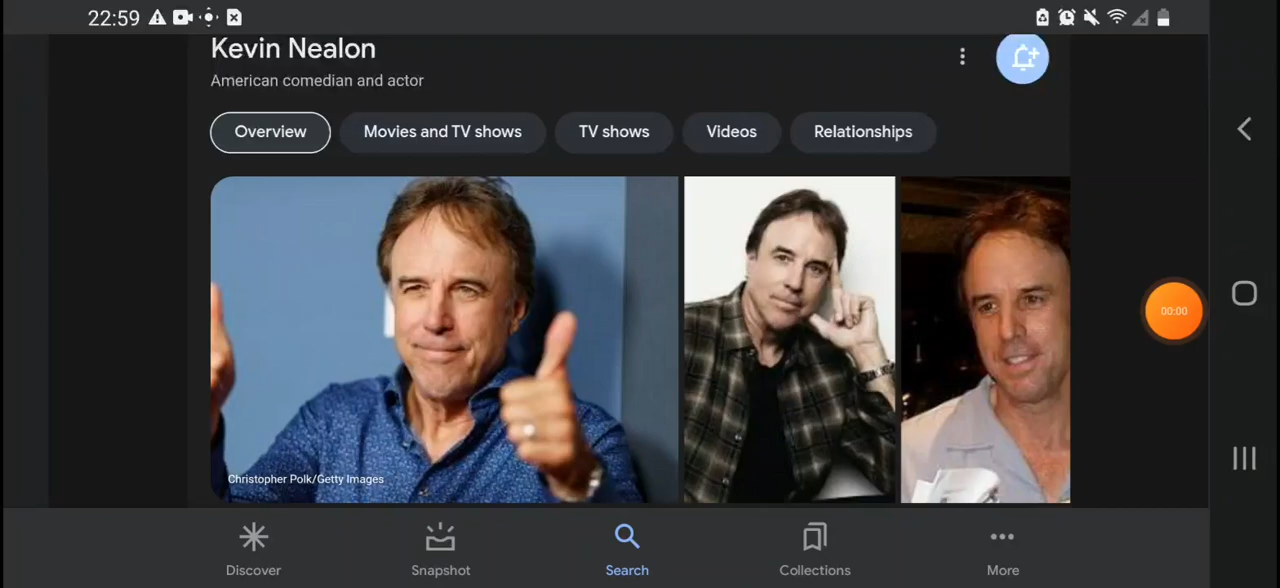 22:59
Kevin Nealon
American comedian and actor
Overview
Movies and TV shows
TV shows
Videos
Relationships
Christopher Polk/Getty Images
00:00
Discover
Snapshot
Search
Collections
More